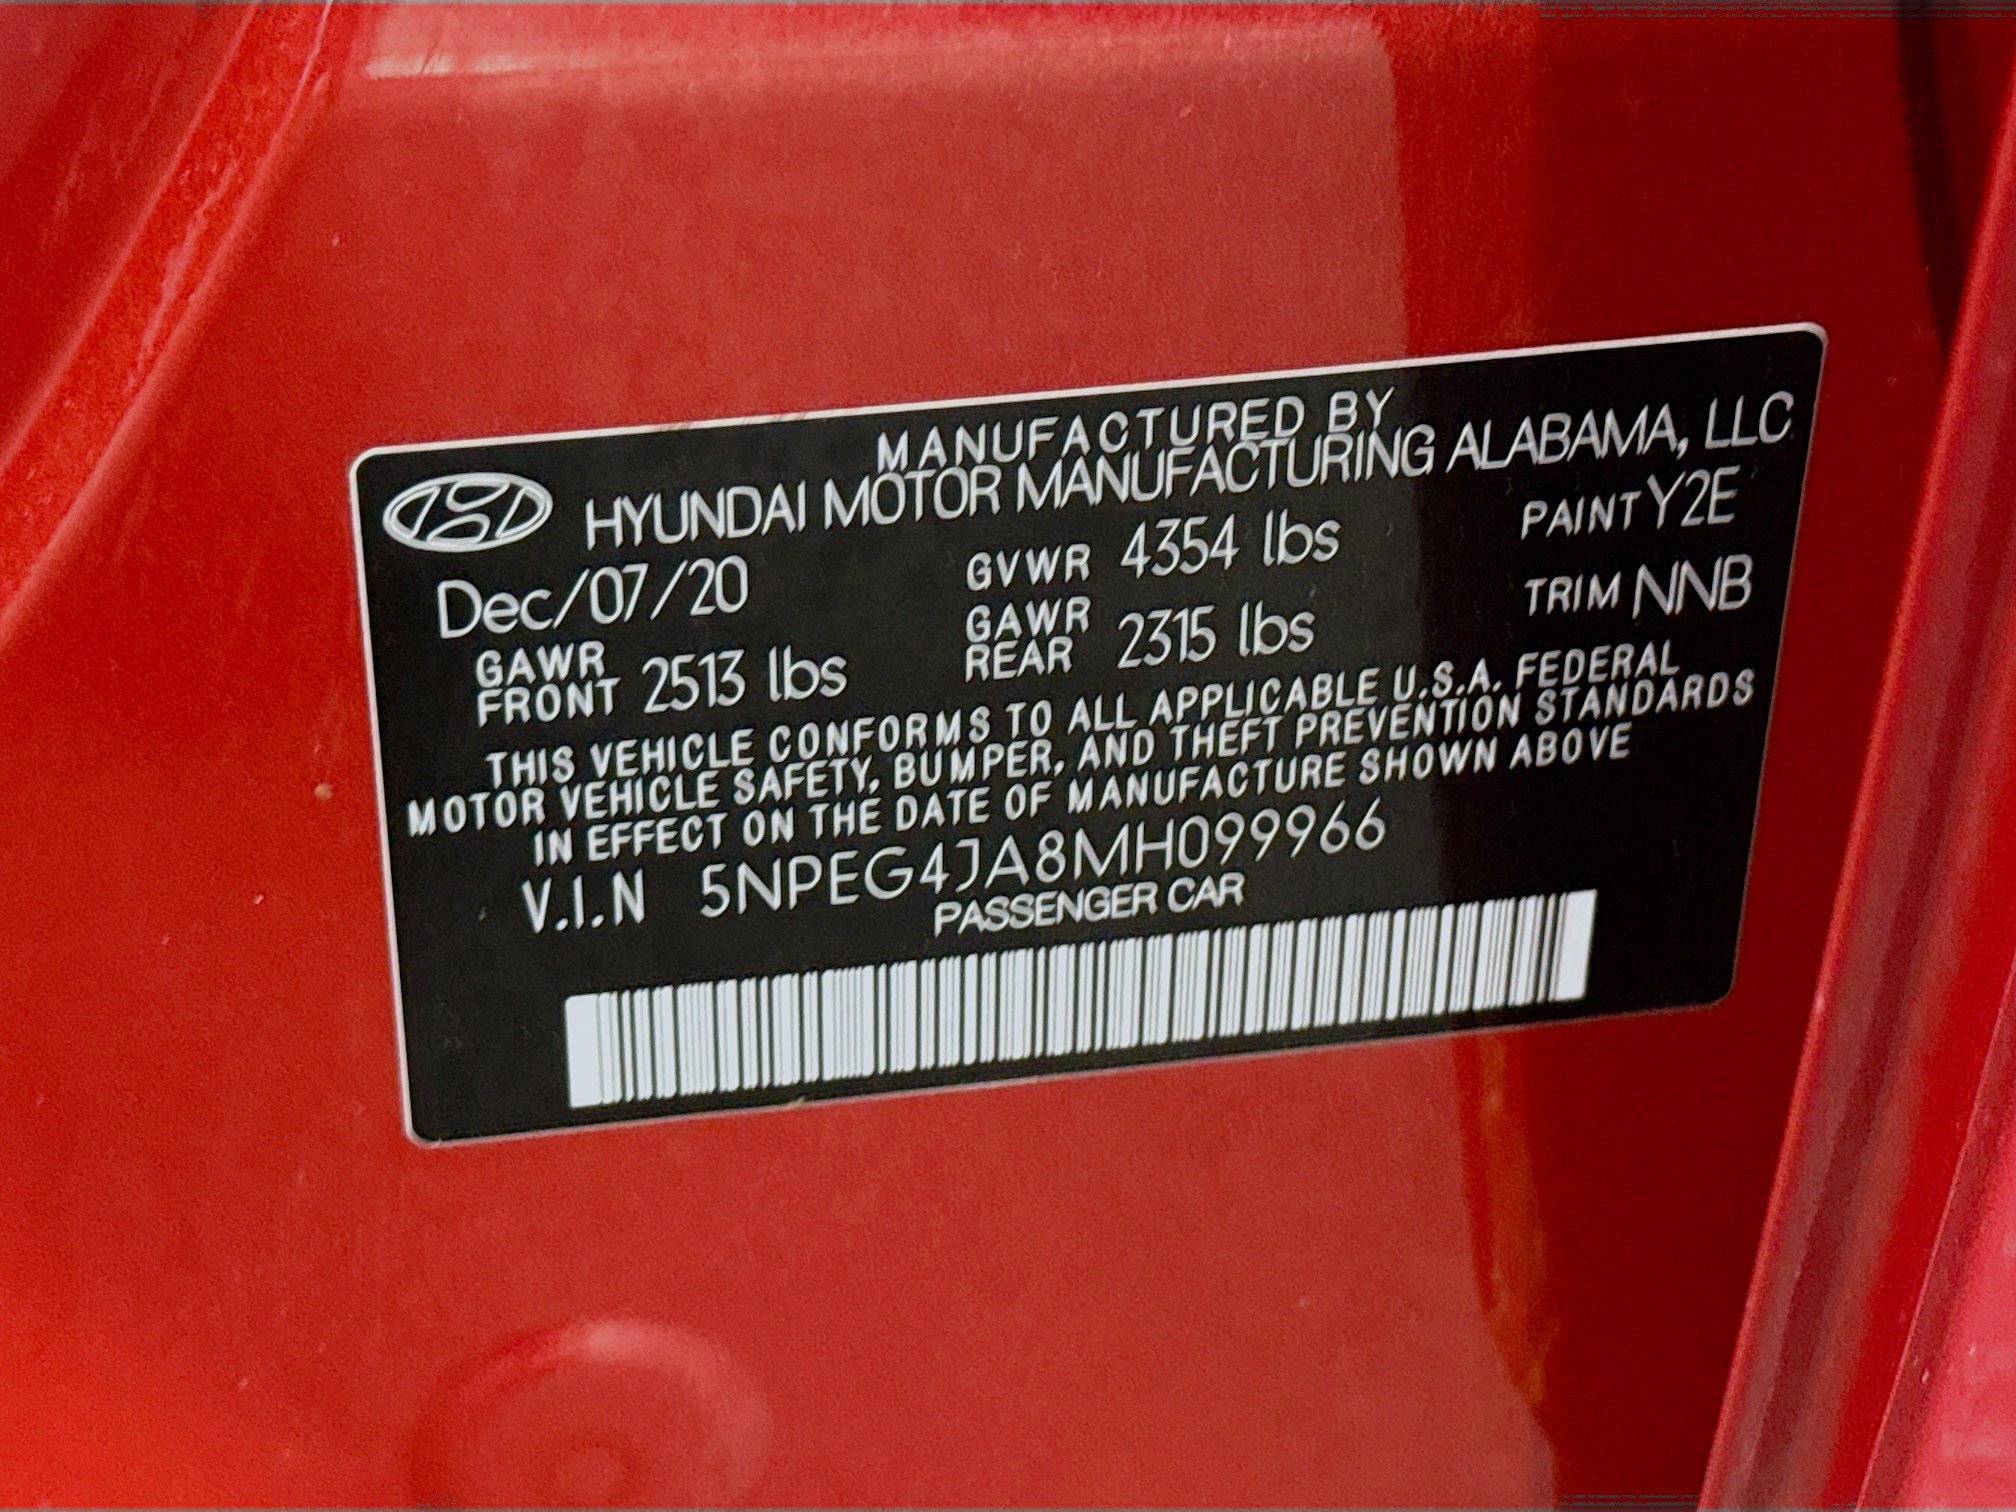 MANUFACTURED BY
HYUNDAI MOTOR MANUFACTURING ALABAMA, LLC
Dec/07/20 GVWR 4354 lbs PAINT Y2E
GAWR FRONT 2513 lbs GAWR REAR 2315 lbs TRIM NNB
THIS VEHICLE CONFORMS TO ALL APPLICABLE U.S.A. FEDERAL
MOTOR VEHICLE SAFETY, BUMPER, AND THEFT PREVENTION STANDARDS
IN EFFECT ON THE DATE OF MANUFACTURE SHOWN ABOVE
V.I.N 5NPEG4JA8MH099966
PASSENGER CAR